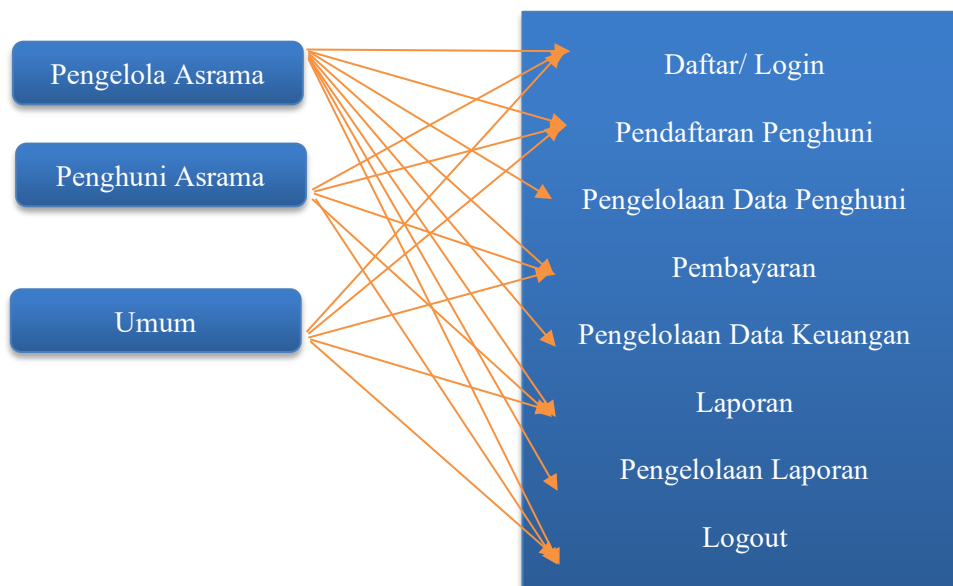 Pengelola Asrama
Penghuni Asrama
Umum
Daftar/ Login
Pendaftaran Penghuni
Pengelolaan Data Penghuni
Pembayaran
Pengelolaan Data Keuangan
Laporan
Pengelolaan Laporan
Logout